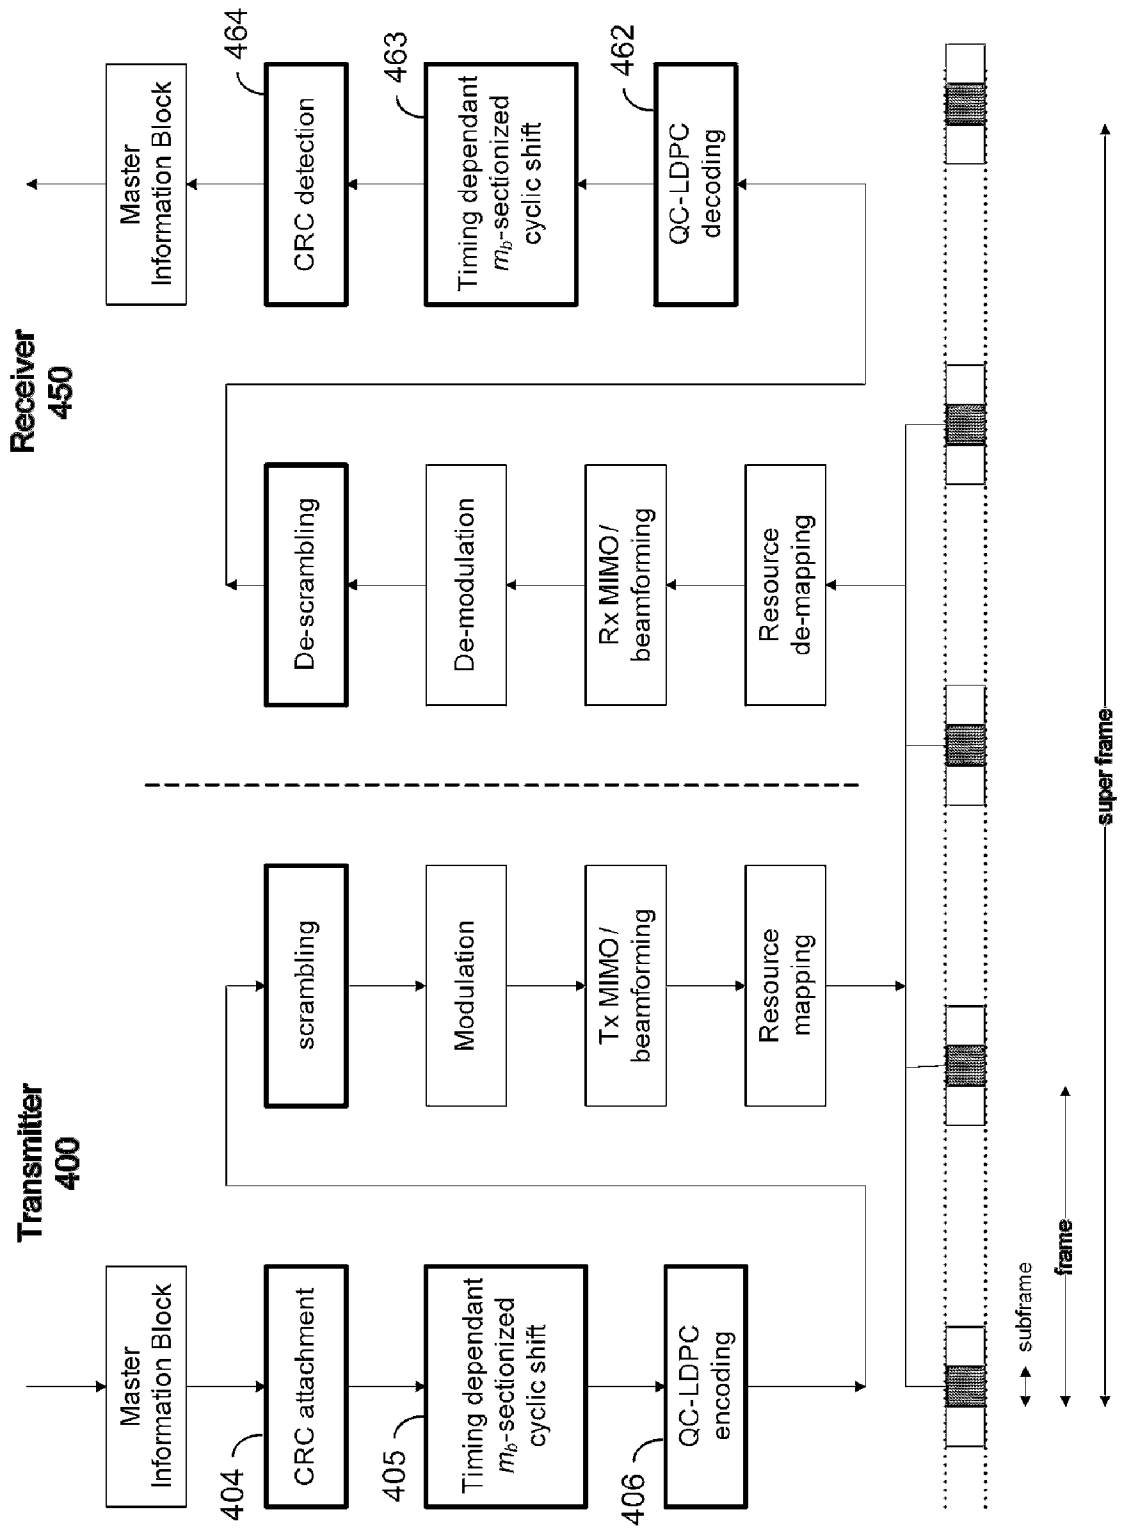 Transmitter
400
Receiver
450
Master
Information Block
404
CRC attachment
405
Timing dependant
m_b-sectionized
cyclic shift
406
QC-LDPC
encoding
scrambling
Modulation
Tx MIMO/
beamforming
Resource
mapping
De-scrambling
De-modulation
Rx MIMO/
beamforming
Resource
de-mapping
Master
Information Block
464
CRC detection
463
Timing dependant
m_b-sectionized
cyclic shift
462
QC-LDPC
decoding
subframe
frame
super frame